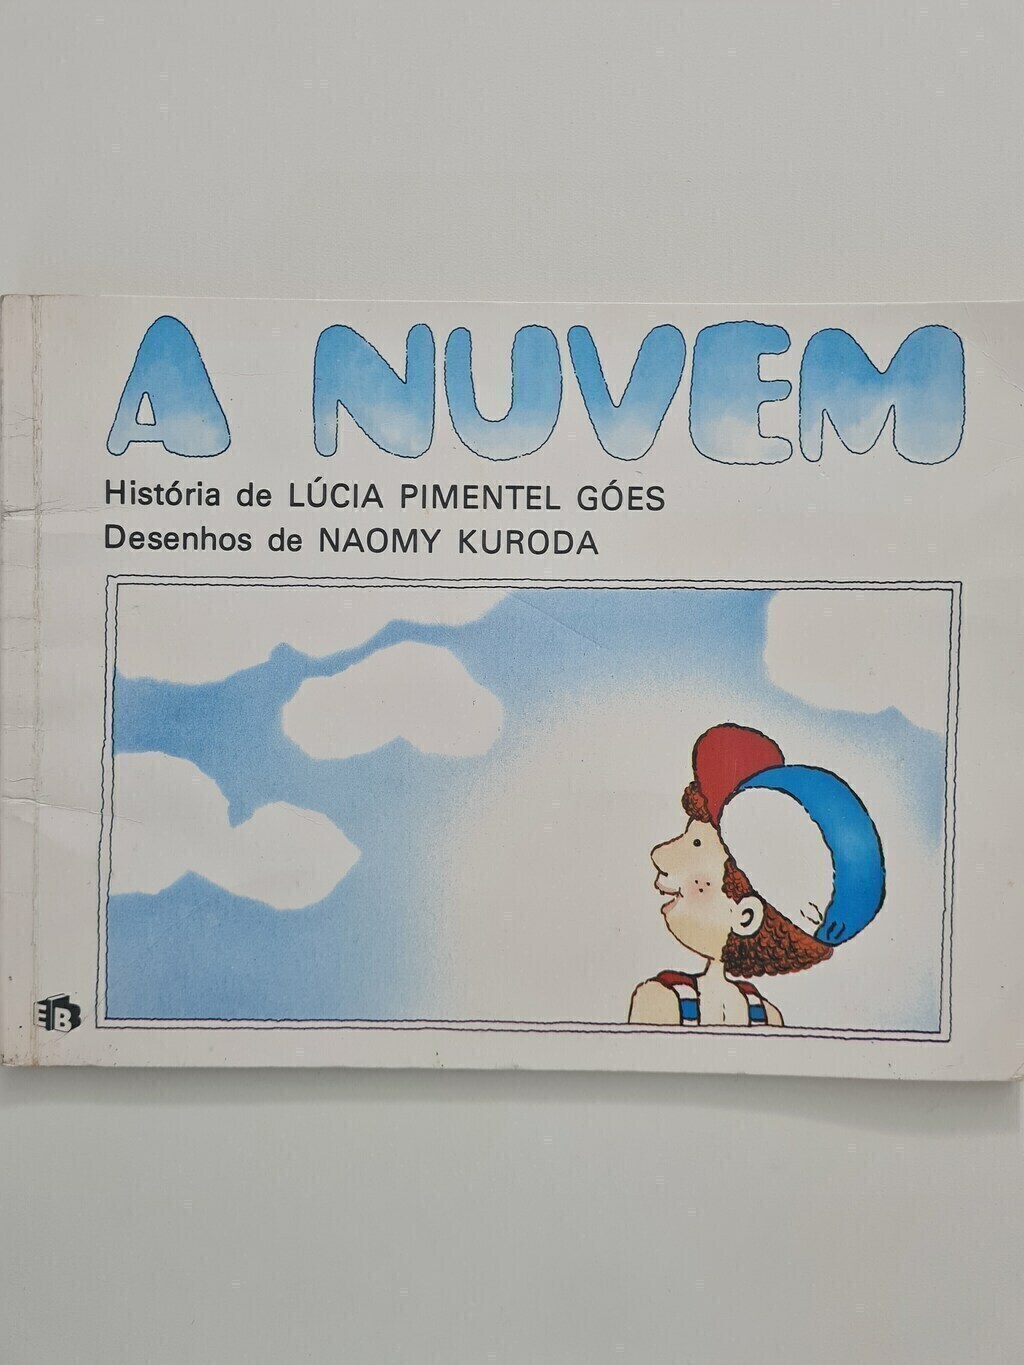 A NUVEM
História de LÚCIA PIMENTEL GÓES
Desenhos de NAOMY KURODA
EB